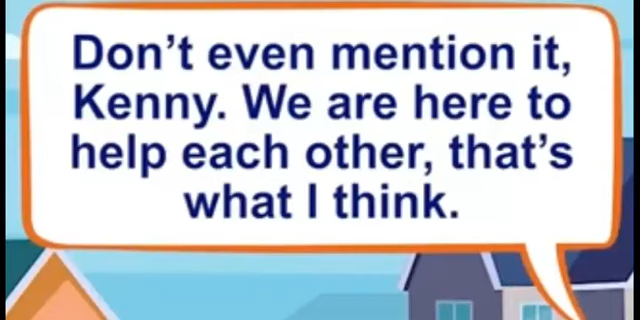 Don't even mention it,
Kenny. We are here to
help each other, that's
what I think.